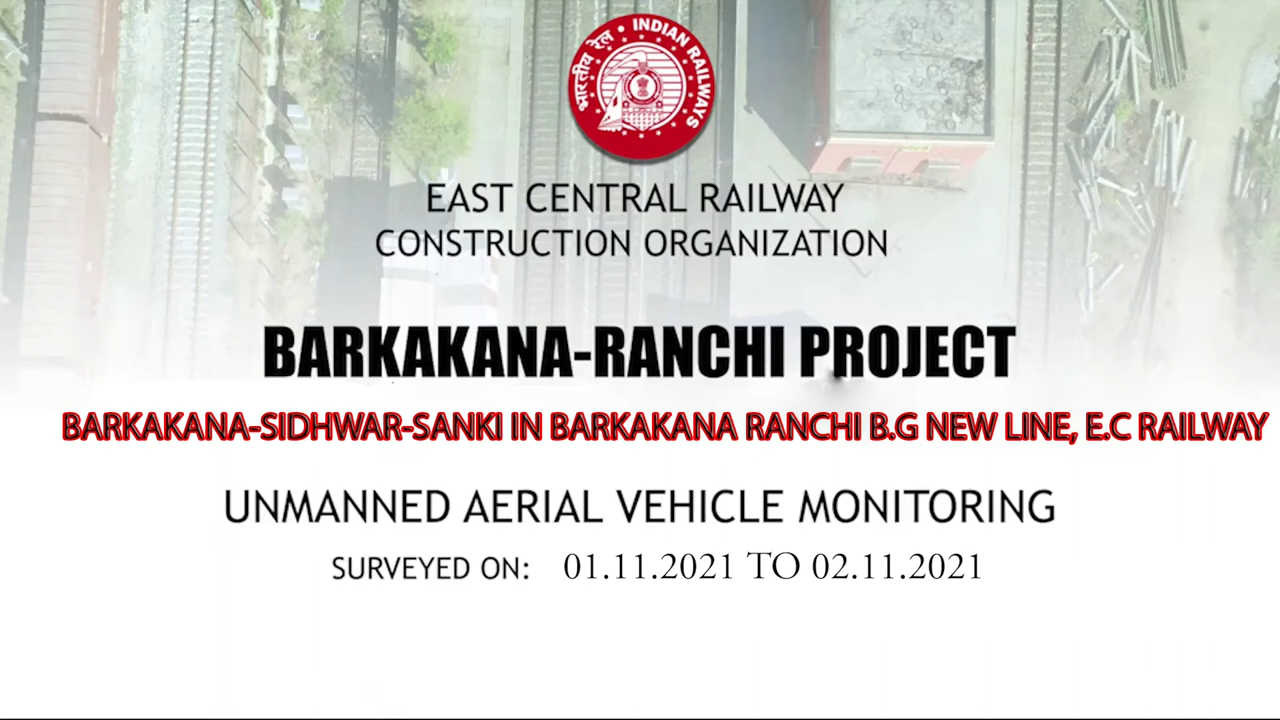 भारतीय रेल • INDIAN RAILWAYS
EAST CENTRAL RAILWAY
CONSTRUCTION ORGANIZATION
BARKAKANA-RANCHI PROJECT
BARKAKANA-SIDHWAR-SANKI IN BARKAKANA RANCHI B.G NEW LINE, E.C RAILWAY
UNMANNED AERIAL VEHICLE MONITORING
SURVEYED ON: 01.11.2021 TO 02.11.2021